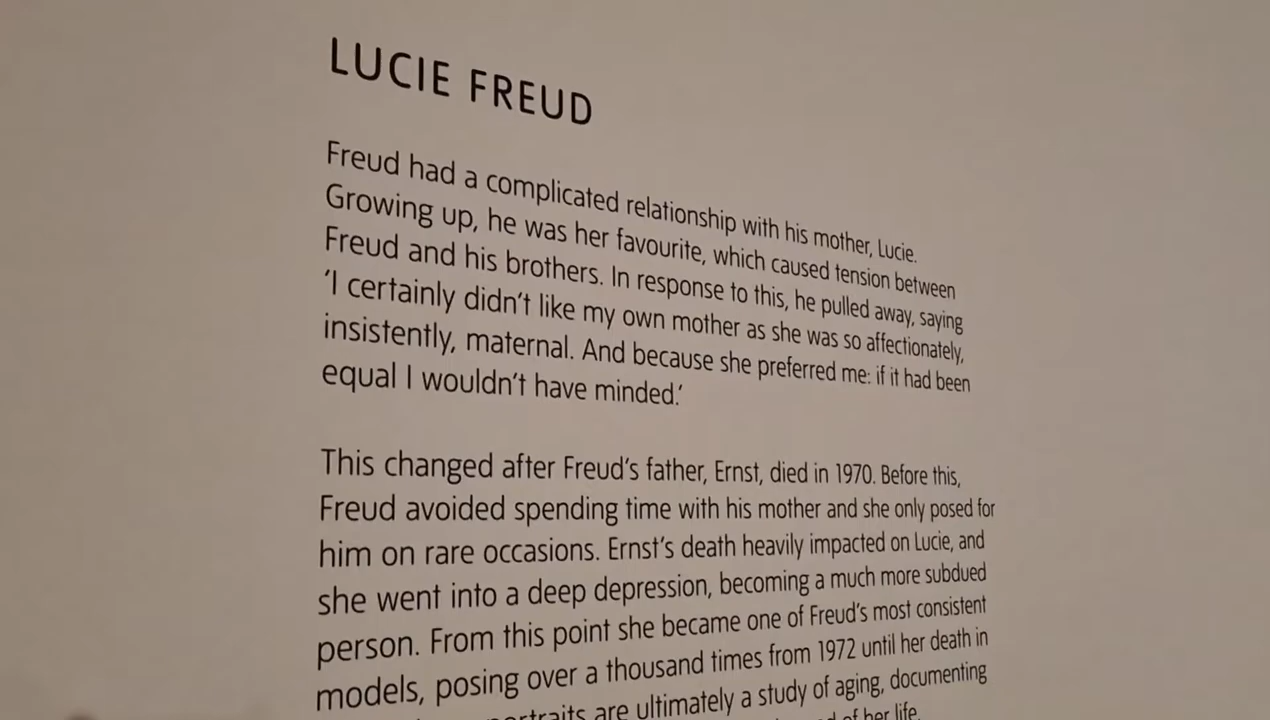 LUCIE FREUD
Freud had a complicated relationship with his mother, Lucie.
Growing up, he was her favourite, which caused tension between
Freud and his brothers. In response to this, he pulled away, saying
‘I certainly didn’t like my own mother as she was so affectionately,
insistently, maternal. And because she preferred me: if it had been
equal I wouldn’t have minded.’
This changed after Freud’s father, Ernst, died in 1970. Before this,
Freud avoided spending time with his mother and she only posed for
him on rare occasions. Ernst’s death heavily impacted on Lucie, and
she went into a deep depression, becoming a much more subdued
person. From this point she became one of Freud’s most consistent
models, posing over a thousand times from 1972 until her death in
are ultimately a study of aging, documenting
of her life.